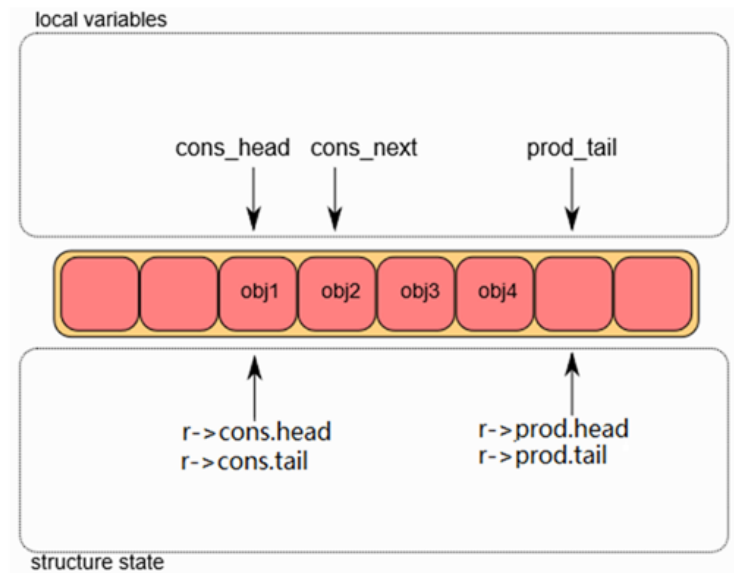 local variables
cons_head cons_next prod_tail
obj1 obj2 obj3 obj4
r->cons.head r->prod.head
r->cons.tail r->prod.tail
structure state